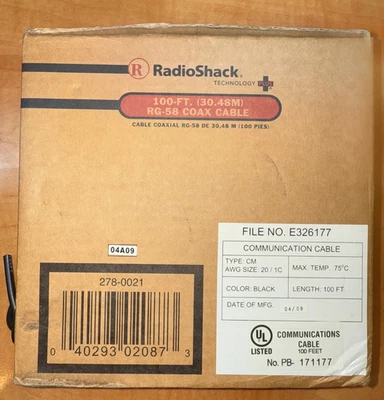 R RadioShack
TECHNOLOGY PLUS
100-FT. (30.48M)
RG-58 COAX CABLE
CABLE COAXIAL RG-58 DE 30,48 M (100 PIES)
04A09
278-0021
0 40293 02087 3
FILE NO. E326177
COMMUNICATION CABLE
TYPE: CM
AWG SIZE: 20 / 1C
MAX. TEMP. 75°C
COLOR: BLACK
LENGTH: 100 FT
DATE OF MFG. 04/09
UL
LISTED
COMMUNICATIONS
CABLE
100 FEET
No. PB- 171177